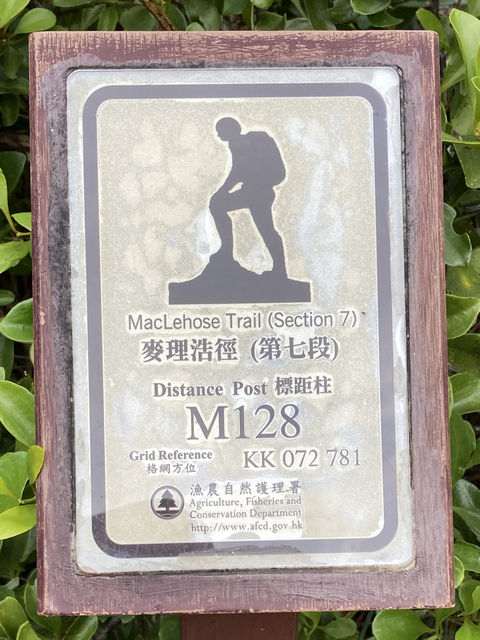 MacLehose Trail (Section 7)
麥理浩徑 (第七段)
Distance Post 標距柱
M128
Grid Reference KK 072 781
格網方位
漁農自然護理署
Agriculture, Fisheries and
Conservation Department
http://www.afcd.gov.hk